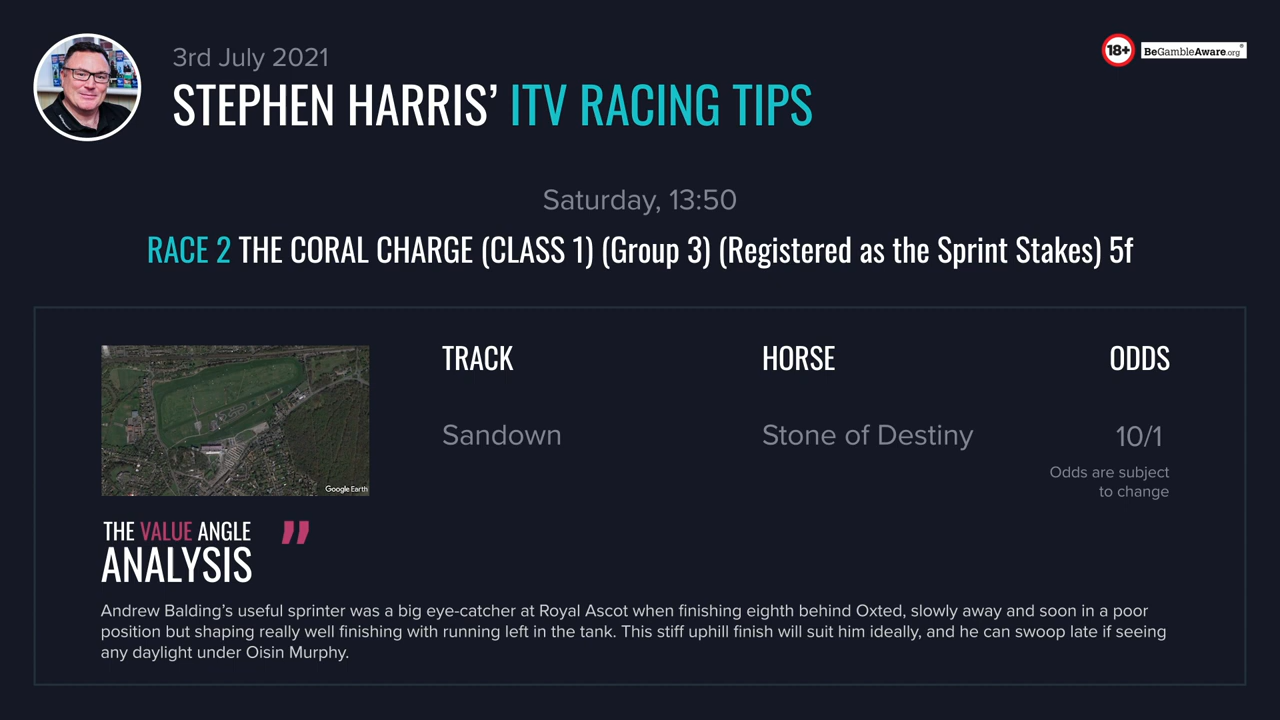 3rd July 2021
STEPHEN HARRIS’ ITV RACING TIPS
18+
BeGambleAware.org®
Saturday, 13:50
RACE 2 THE CORAL CHARGE (CLASS 1) (Group 3) (Registered as the Sprint Stakes) 5f
TRACK
HORSE
ODDS
Sandown
Stone of Destiny
10/1
Odds are subject
to change
Google Earth
THE VALUE ANGLE ”
ANALYSIS
Andrew Balding’s useful sprinter was a big eye-catcher at Royal Ascot when finishing eighth behind Oxted, slowly away and soon in a poor
position but shaping really well finishing with running left in the tank. This stiff uphill finish will suit him ideally, and he can swoop late if seeing
any daylight under Oisin Murphy.